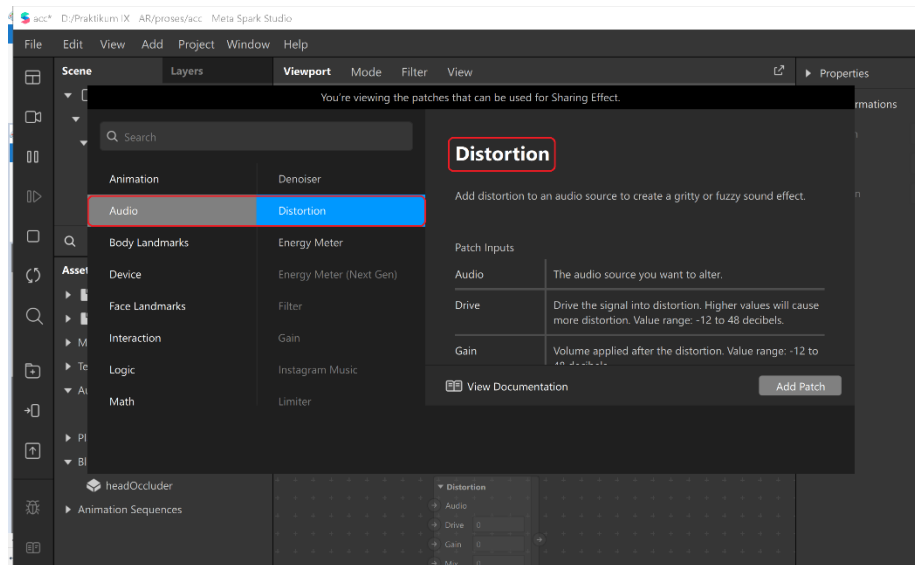 acc* D:/Praktikum IX AR/proses/acc Meta Spark Studio
File Edit View Add Project Window Help
Scene Layers Viewport Mode Filter View Properties
You're viewing the patches that can be used for Sharing Effect.
rmations
Search
Distortion
Animation Denoiser
Add distortion to an audio source to create a gritty or fuzzy sound effect.
Audio Distortion
Body Landmarks Energy Meter
Patch Inputs
Asset
Device Energy Meter (Next Gen)
Audio The audio source you want to alter.
Face Landmarks Filter
Drive Drive the signal into distortion. Higher values will cause
more distortion. Value range: -12 to 48 decibels.
Interaction Gain
Gain Volume applied after the distortion. Value range: -12 to
M
Te
Logic Instagram Music
View Documentation Add Patch
Math Limiter
Pl
Bl
headOccluder
Animation Sequences
Distortion
Audio
Drive 0
Gain 0